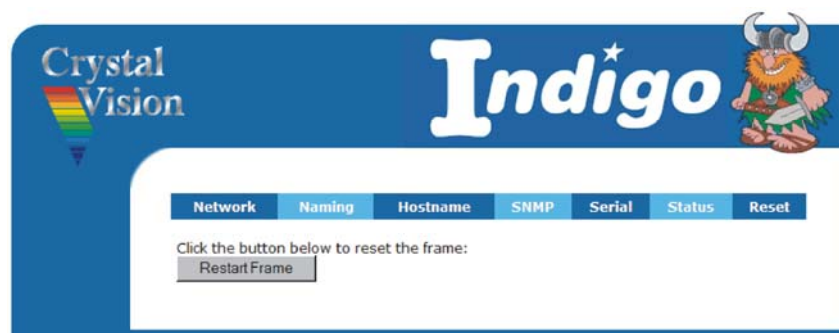 Crystal
Vision
Indigo
Network Naming Hostname SNMP Serial Status Reset
Click the button below to reset the frame:
Restart Frame